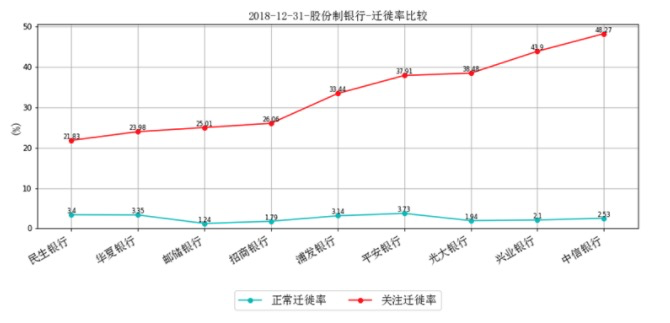 2018-12-31-股份制银行-迁徙率比较
(%)
50
40
30
20
10
0
21.83
23.98
25.01
26.06
33.44
37.91
38.48
43.9
48.27
3.4
3.35
1.24
1.79
3.14
3.73
1.94
2.1
2.53
民生银行
华夏银行
邮储银行
招商银行
浦发银行
平安银行
光大银行
兴业银行
中信银行
正常迁徙率
关注迁徙率